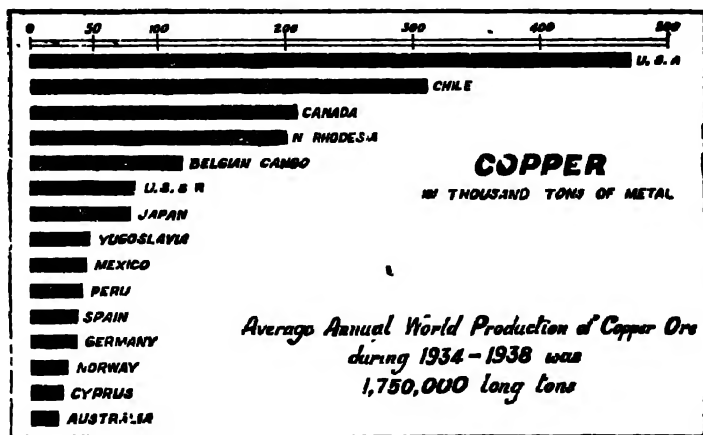 0 50 100 200 300 400 500
U.S.A
CHILE
CANADA
N RHODESIA
BELGIAN CANGO
U.S.S R
JAPAN
YUGOSLAVIA
MEXICO
PERU
SPAIN
GERMANY
NORWAY
CYPRUS
AUSTRALIA
COPPER
IN THOUSAND TONS OF METAL
Average Annual World Production of Copper Ore
during 1934-1938 was
1,750,000 long tons